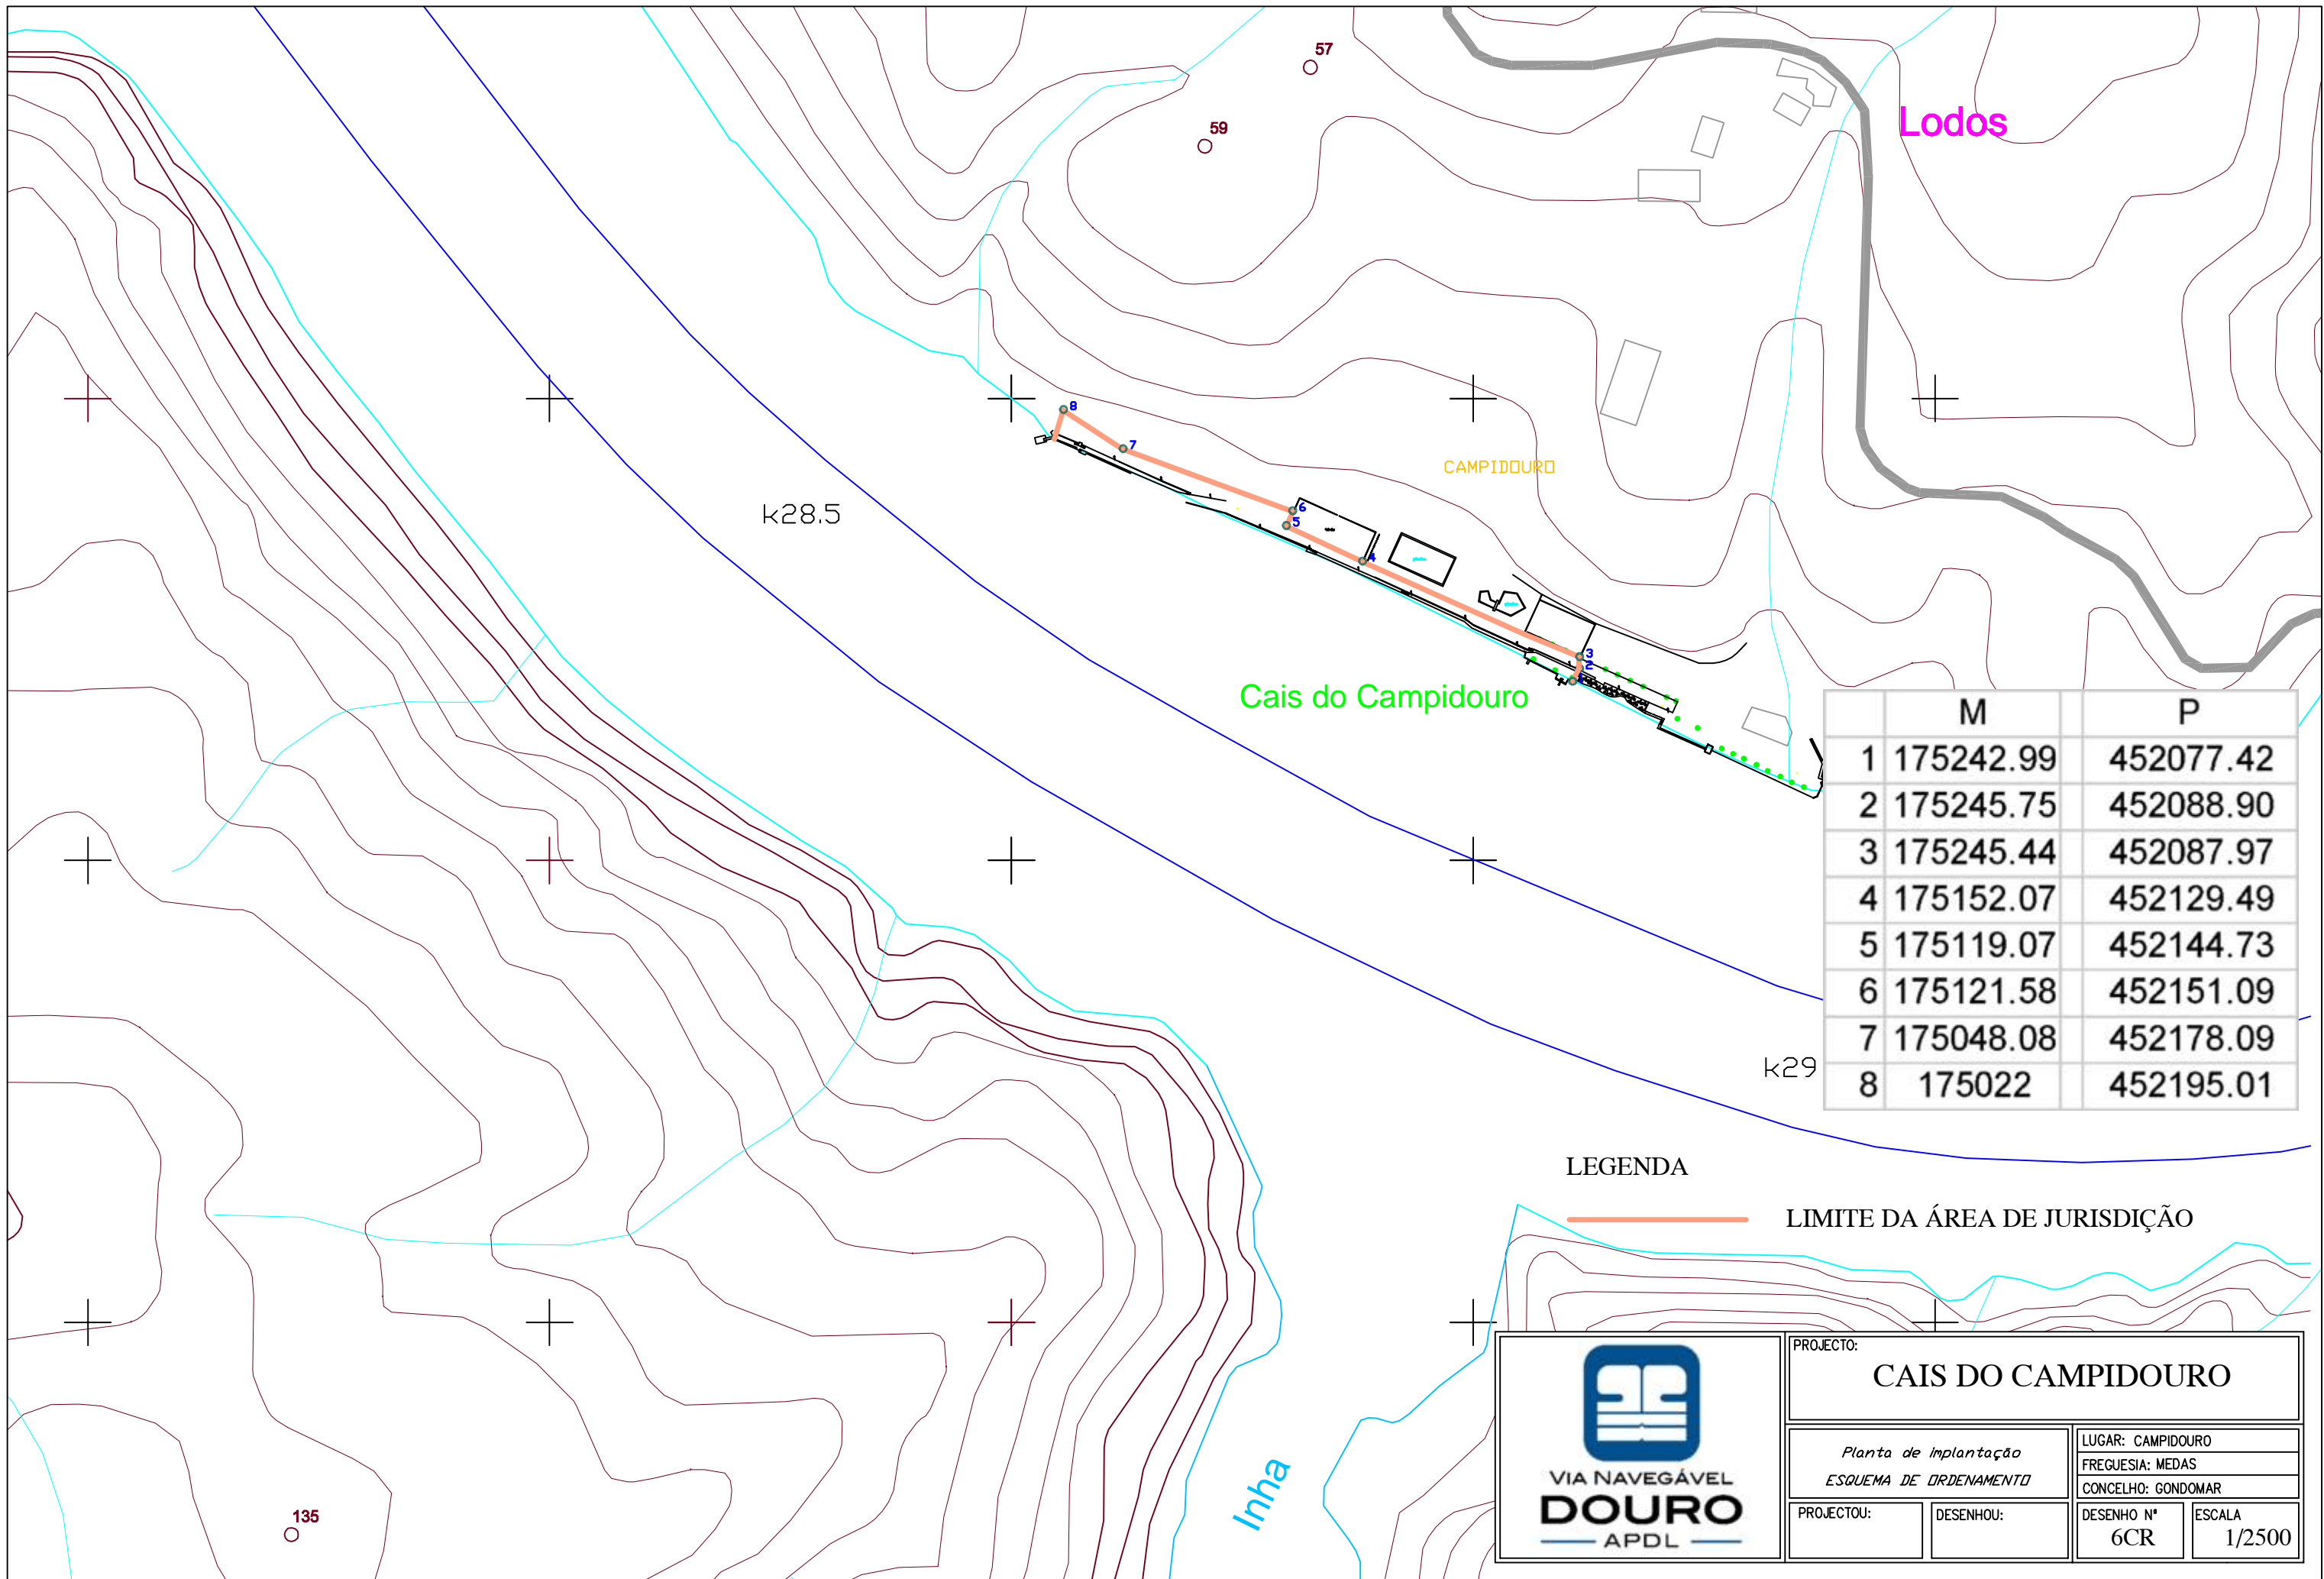 57
59
Lodos
8
7
CAMPIDOURO
k28.5
6
5
4
3
2
1
Cais do Campidouro
M P
1 175242.99 452077.42
2 175245.75 452088.90
3 175245.44 452087.97
4 175152.07 452129.49
5 175119.07 452144.73
6 175121.58 452151.09
7 175048.08 452178.09
8 175022 452195.01
k29
LEGENDA
LIMITE DA ÁREA DE JURISDIÇÃO
Inha
135
VIA NAVEGÁVEL
DOURO
APDL
PROJECTO:
CAIS DO CAMPIDOURO
Planta de implantação
ESQUEMA DE ORDENAMENTO
LUGAR: CAMPIDOURO
FREGUESIA: MEDAS
CONCELHO: GONDOMAR
PROJECTOU:
DESENHOU:
DESENHO Nº
6CR
ESCALA
1/2500